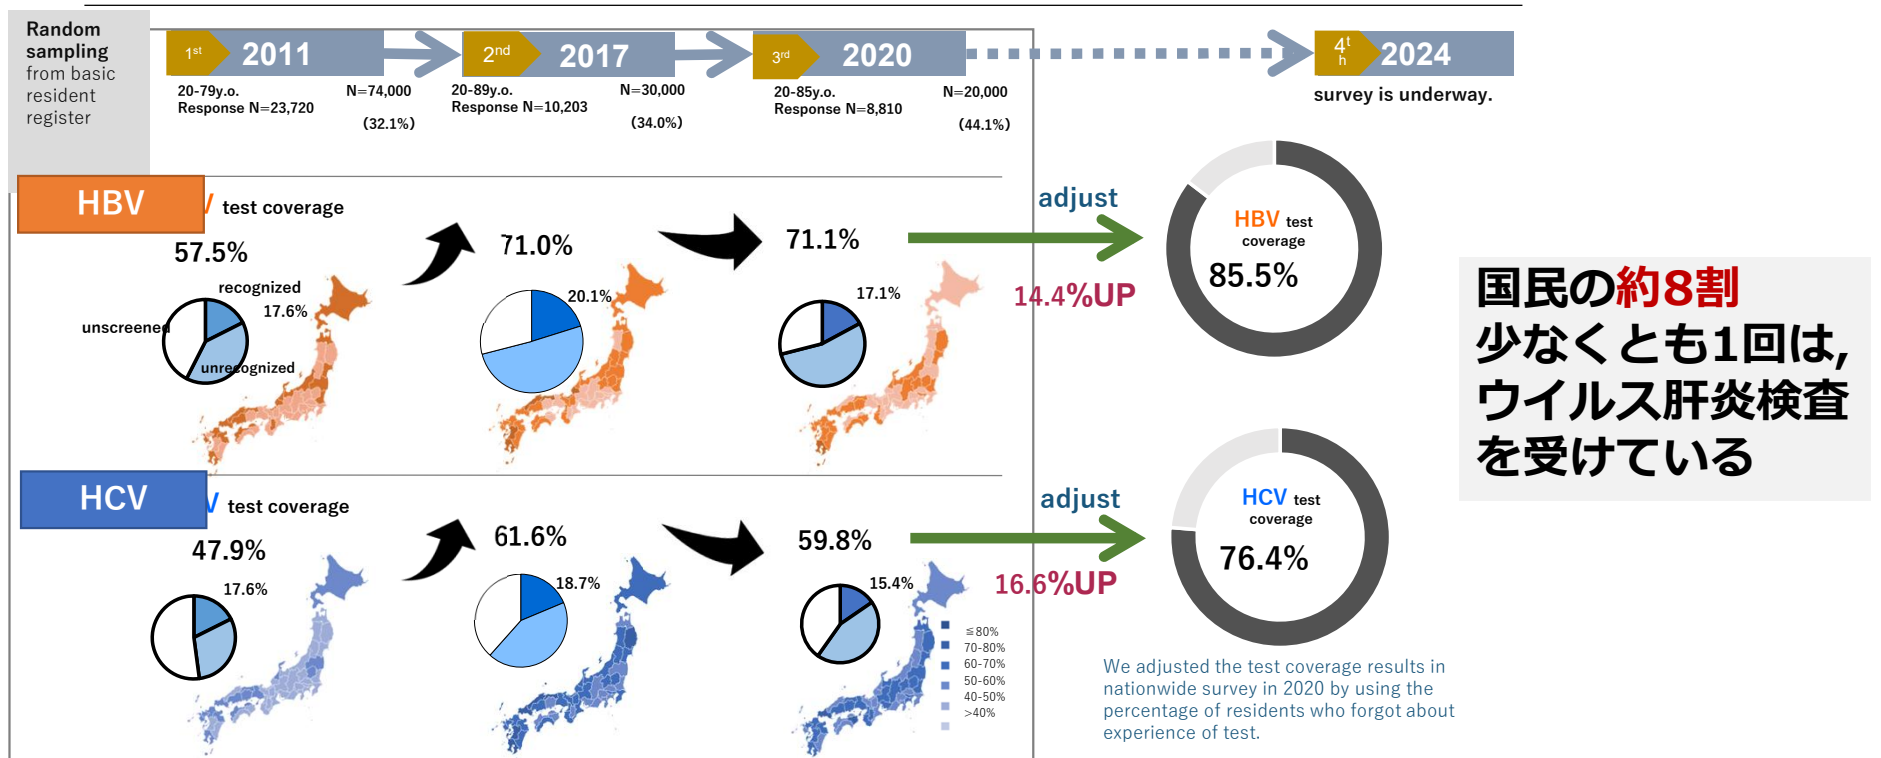 Random
sampling
from basic
resident
register
1st 2011
20-79y.o. N=74,000
Response N=23,720
(32.1%)
2nd 2017
20-89y.o. N=30,000
Response N=10,203
(34.0%)
3rd 2020
20-85y.o. N=20,000
Response N=8,810
(44.1%)
4th 2024
survey is underway.
HBV
V test coverage
57.5%
recognized
17.6%
unscreened
unrecognized
71.0%
20.1%
71.1%
17.1%
adjust
14.4%UP
HBV test
coverage
85.5%
国民の約8割
少なくとも1回は,
ウイルス肝炎検査
を受けている
HCV
V test coverage
47.9%
17.6%
61.6%
18.7%
59.8%
15.4%
≦80%
70-80%
60-70%
50-60%
40-50%
>40%
adjust
16.6%UP
HCV test
coverage
76.4%
We adjusted the test coverage results in
nationwide survey in 2020 by using the
percentage of residents who forgot about
experience of test.